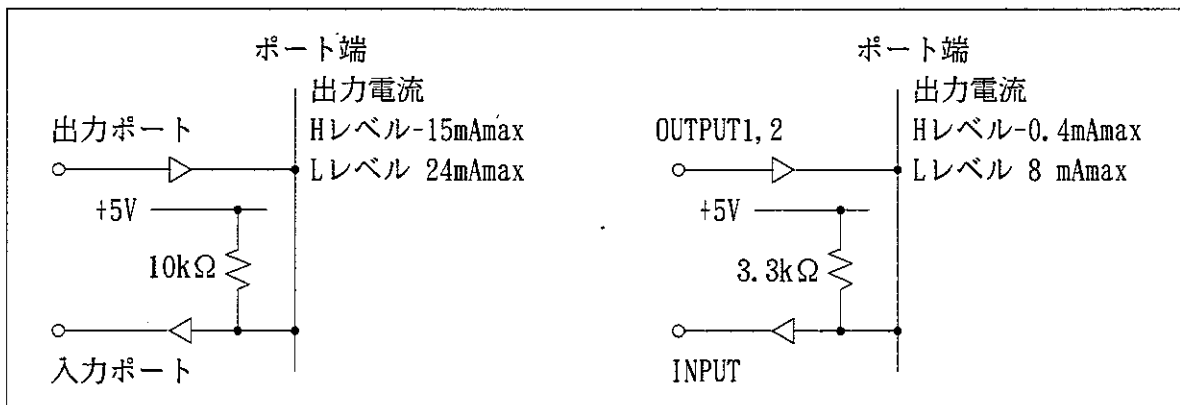 ポート端
出力電流
Hレベル-15mAmax
Lレベル 24mAmax
出力ポート
+5V
10kΩ
入力ポート
ポート端
出力電流
Hレベル-0.4mAmax
Lレベル 8 mAmax
OUTPUT1,2
+5V
3.3kΩ
INPUT